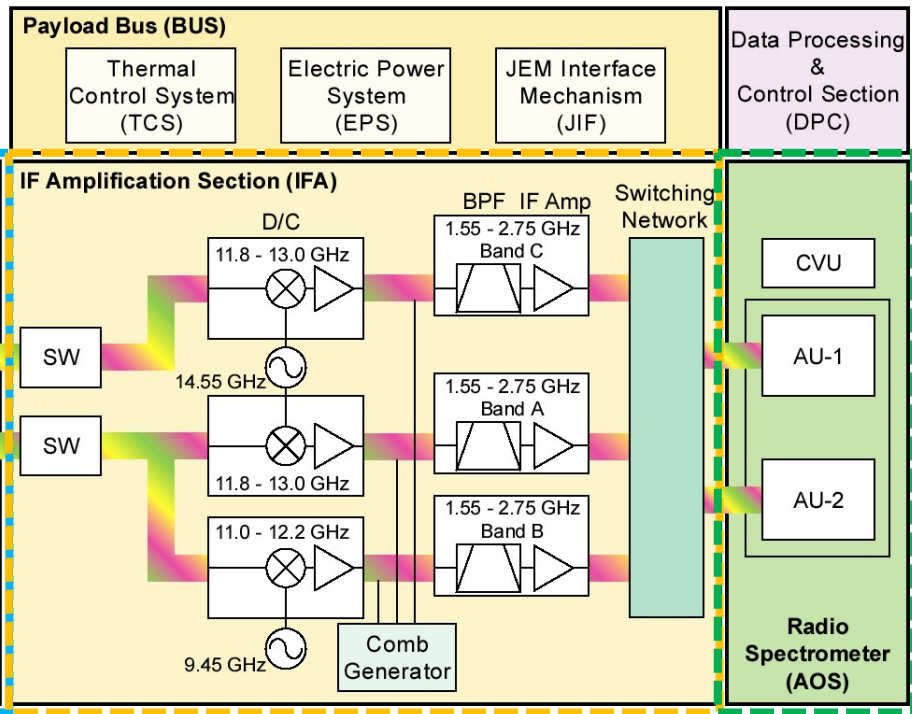 Payload Bus (BUS)
Thermal
Control System
(TCS)
Electric Power
System
(EPS)
JEM Interface
Mechanism
(JIF)
Data Processing
&
Control Section
(DPC)
IF Amplification Section (IFA)
D/C
BPF IF Amp
Switching
Network
11.8 - 13.0 GHz
1.55 - 2.75 GHz
Band C
CVU
SW
14.55 GHz
AU-1
1.55 - 2.75 GHz
Band A
SW
11.8 - 13.0 GHz
AU-2
11.0 - 12.2 GHz
1.55 - 2.75 GHz
Band B
9.45 GHz
Comb
Generator
Radio
Spectrometer
(AOS)